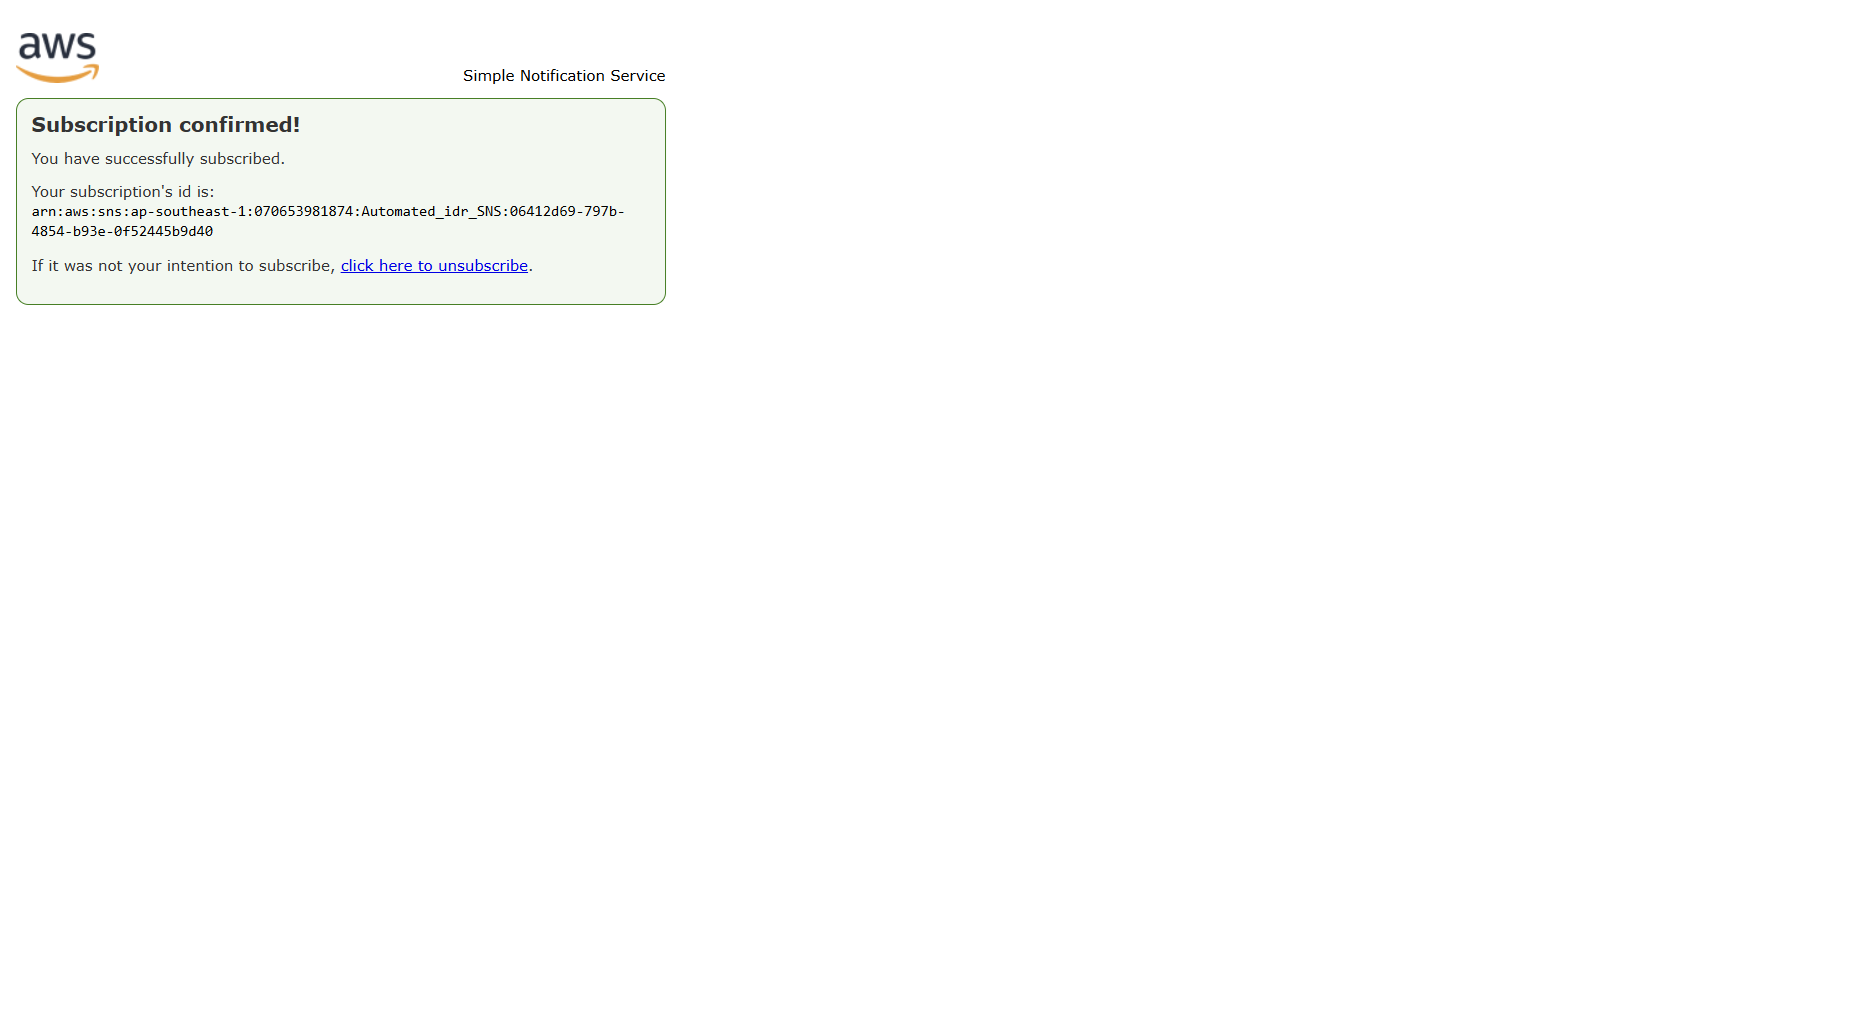 aws
Simple Notification Service
Subscription confirmed!
You have successfully subscribed.
Your subscription's id is:
arn:aws:sns:ap-southeast-1:070653981874:Automated_idr_SNS:06412d69-797b-
4854-b93e-0f52445b9d40
If it was not your intention to subscribe, click here to unsubscribe.